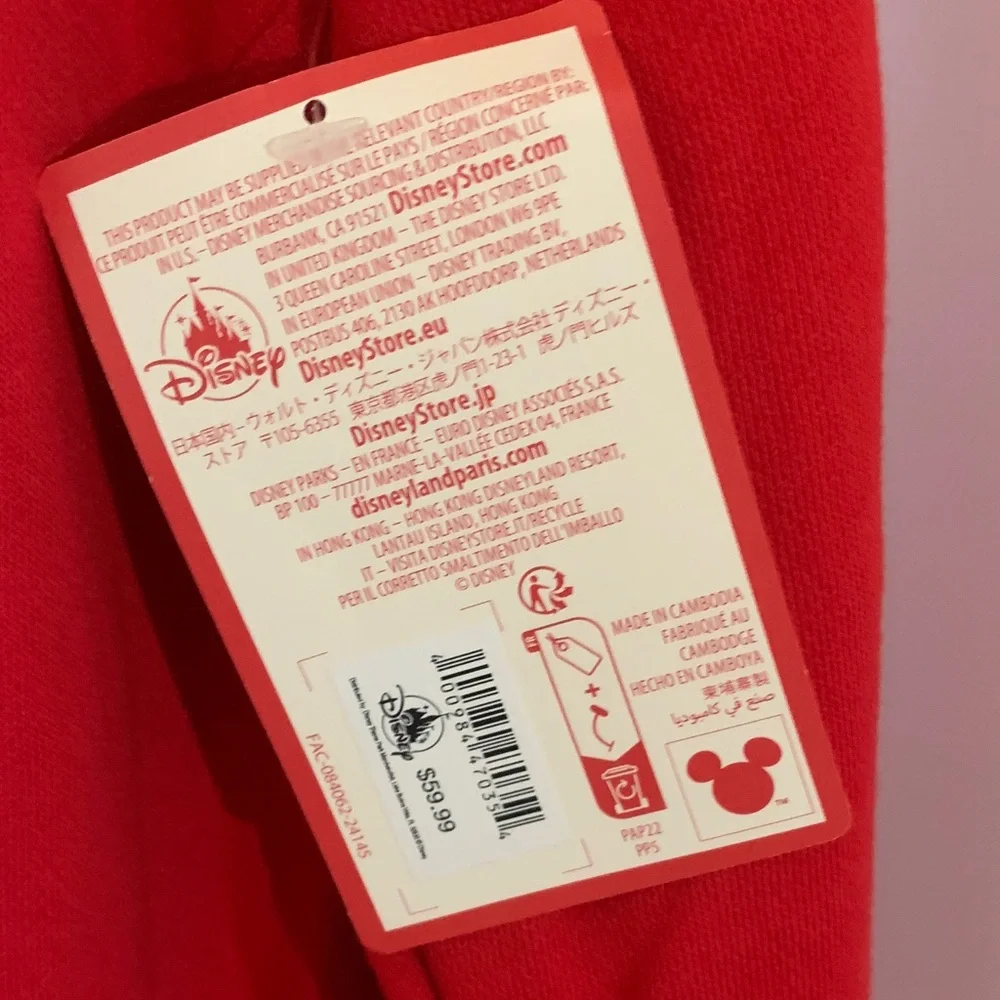 THIS PRODUCT MAY BE SUPPLIED RELEVANT COUNTRY/REGION BY:
CE PRODUIT PEUT ÊTRE COMMERCIALISE SUR LE PAYS / RÉGION CONCERNÉ PAR:
IN U.S. – DISNEY MERCHANDISE SOURCING & DISTRIBUTION, LLC
BURBANK, CA 91521 DisneyStore.com
IN UNITED KINGDOM – THE DISNEY STORE LTD.
3 QUEEN CAROLINE STREET, LONDON W6 9PE
IN EUROPEAN UNION – DISNEY TRADING BV,
POSTBUS 406, 2130 AK HOOFDDORP, NETHERLANDS
DisneyStore.eu
DISNEY
日本国内–ウォルト・ディズニー・ジャパン株式会社 ディズニー・
ストア 〒105-6355 東京都港区虎ノ門1-23-1 虎ノ門ヒルズ
DisneyStore.jp
DISNEY PARKS – EN FRANCE – EURO DISNEY ASSOCIÉS S.A.S.
BP 100 – 77777 MARNE-LA-VALLÉE CEDEX 04, FRANCE
disneylandparis.com
IN HONG KONG – HONG KONG DISNEYLAND RESORT,
LANTAU ISLAND, HONG KONG
IT – VISITA DISNEYSTORE.IT/RECYCLE
PER IL CORRETTO SMALTIMENTO DELL'IMBALLO
© DISNEY
FR
MADE IN CAMBODIA
FABRIQUÉ AU
CAMBODGE
HECHO EN CAMBOYA
柬埔寨製
صنع في كامبوديا
TM
PAP22
PP5
FAC-084062-24145
DISNEY
$59.99
4 00984 47035 4